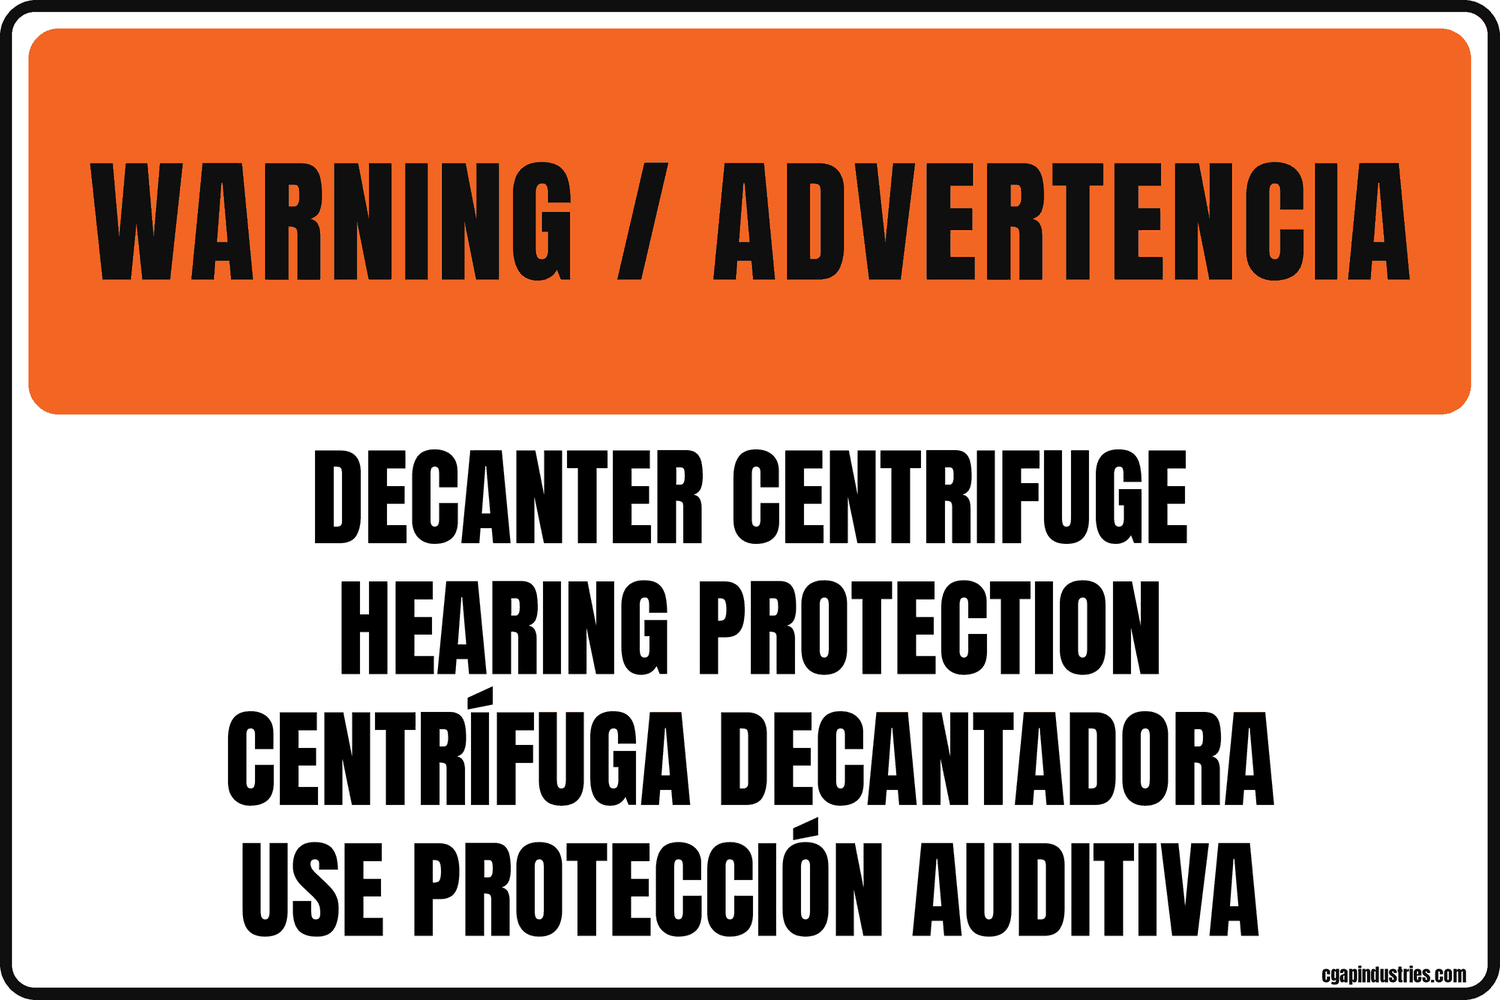 WARNING / ADVERTENCIA
DECANTER CENTRIFUGE
HEARING PROTECTION
CENTRÍFUGA DECANTADORA
USE PROTECCIÓN AUDITIVA
cgapindustries.com